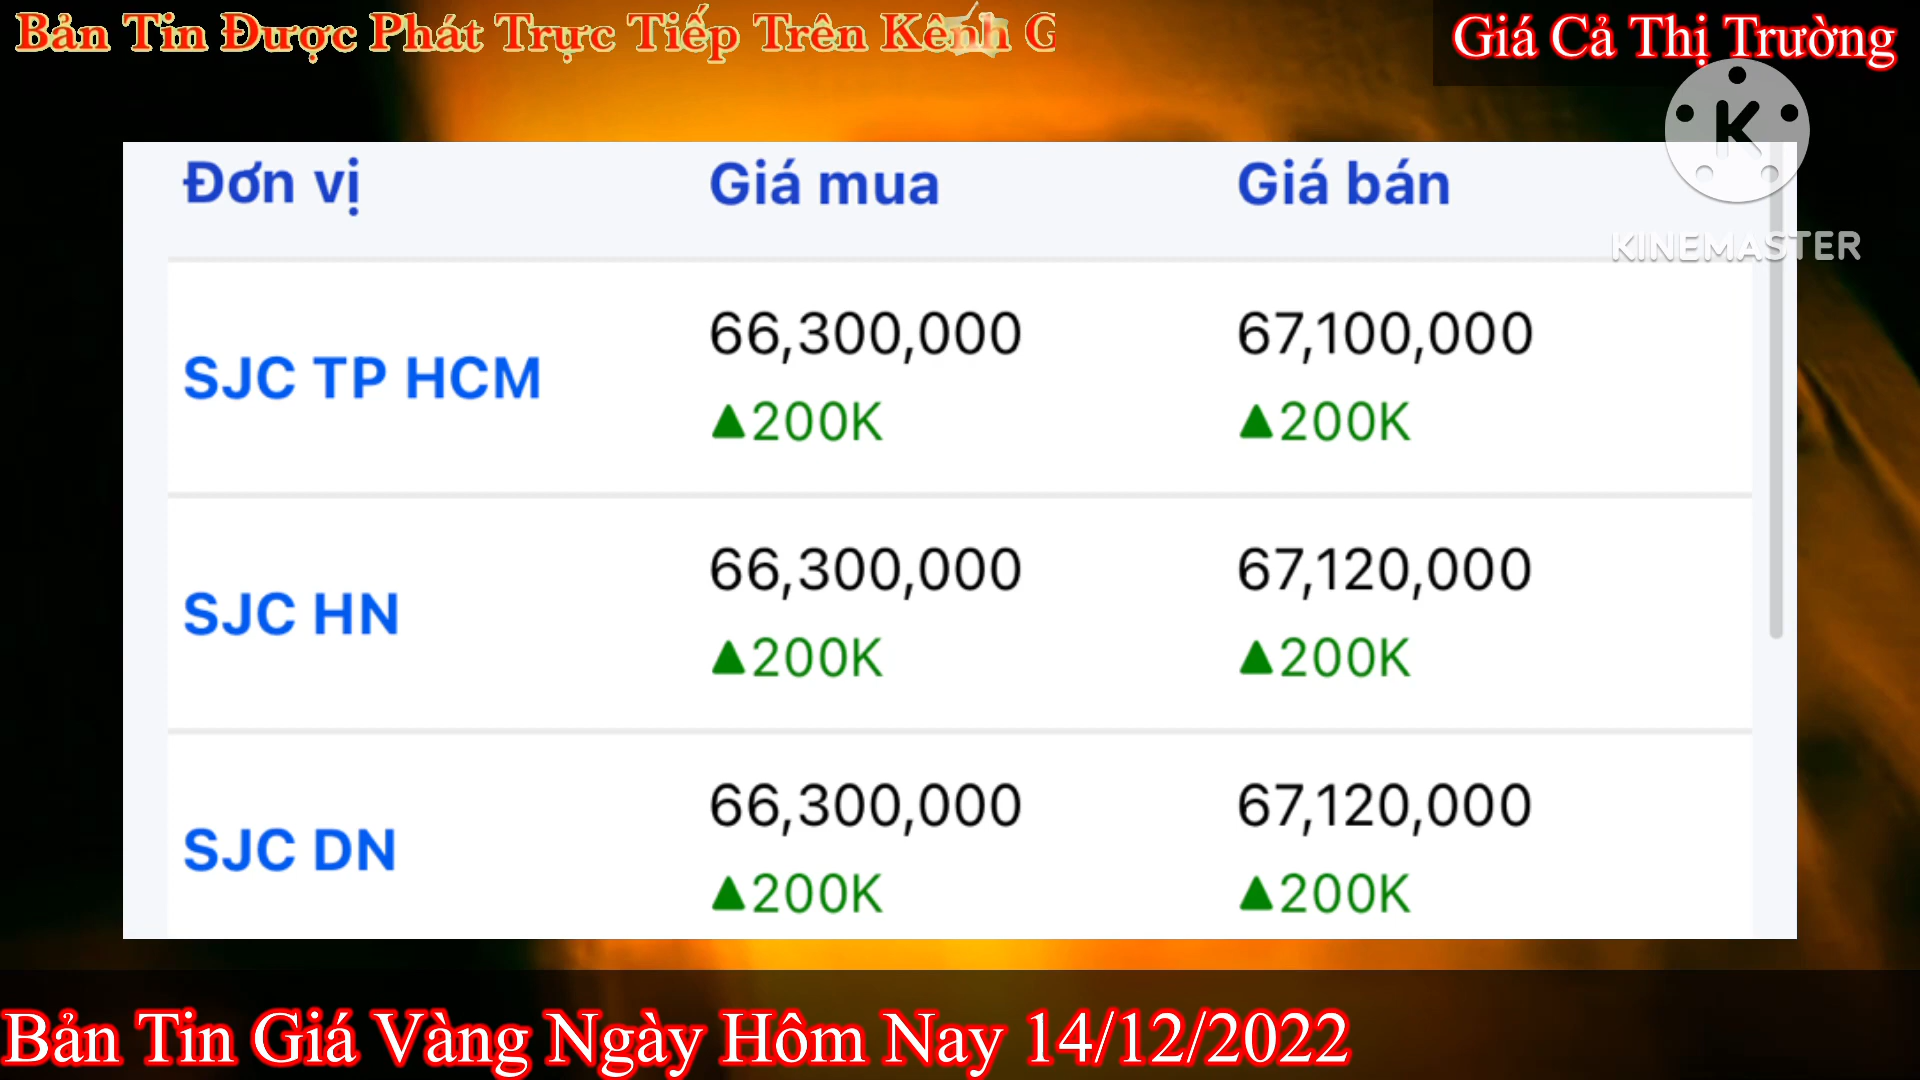 Bản Tin Được Phát Trực Tiếp Trên Kênh G
Giá Cả Thị Trường
K
KINEMASTER
Đơn vị Giá mua Giá bán
SJC TP HCM 66,300,000 67,100,000
▲200K ▲200K
SJC HN 66,300,000 67,120,000
▲200K ▲200K
SJC DN 66,300,000 67,120,000
▲200K ▲200K
Bản Tin Giá Vàng Ngày Hôm Nay 14/12/2022